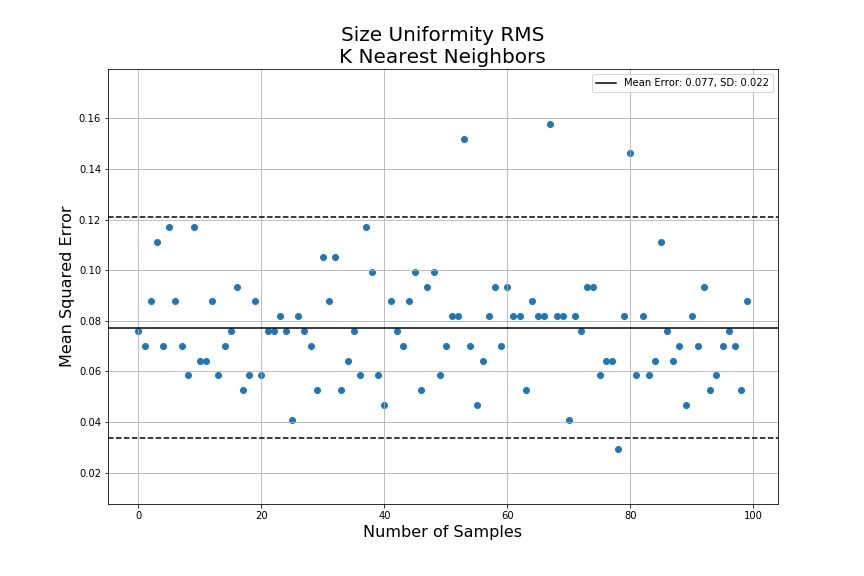 Size Uniformity RMS
K Nearest Neighbors
Mean Error: 0.077, SD: 0.022
Mean Squared Error
0.16
0.14
0.12
0.10
0.08
0.06
0.04
0.02
0 20 40 60 80 100
Number of Samples